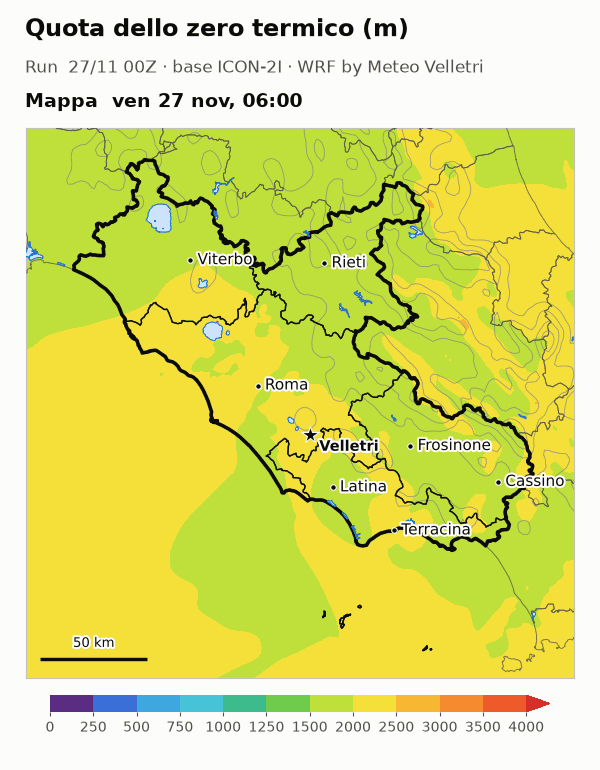 Quota dello zero termico (m)
Run 27/11 00Z · base ICON-2I · WRF by Meteo Velletri
Mappa ven 27 nov, 06:00
Viterbo
Rieti
Roma
Velletri
Frosinone
Latina
Cassino
Terracina
50 km
0 250 500 750 1000 1250 1500 2000 2500 3000 3500 4000